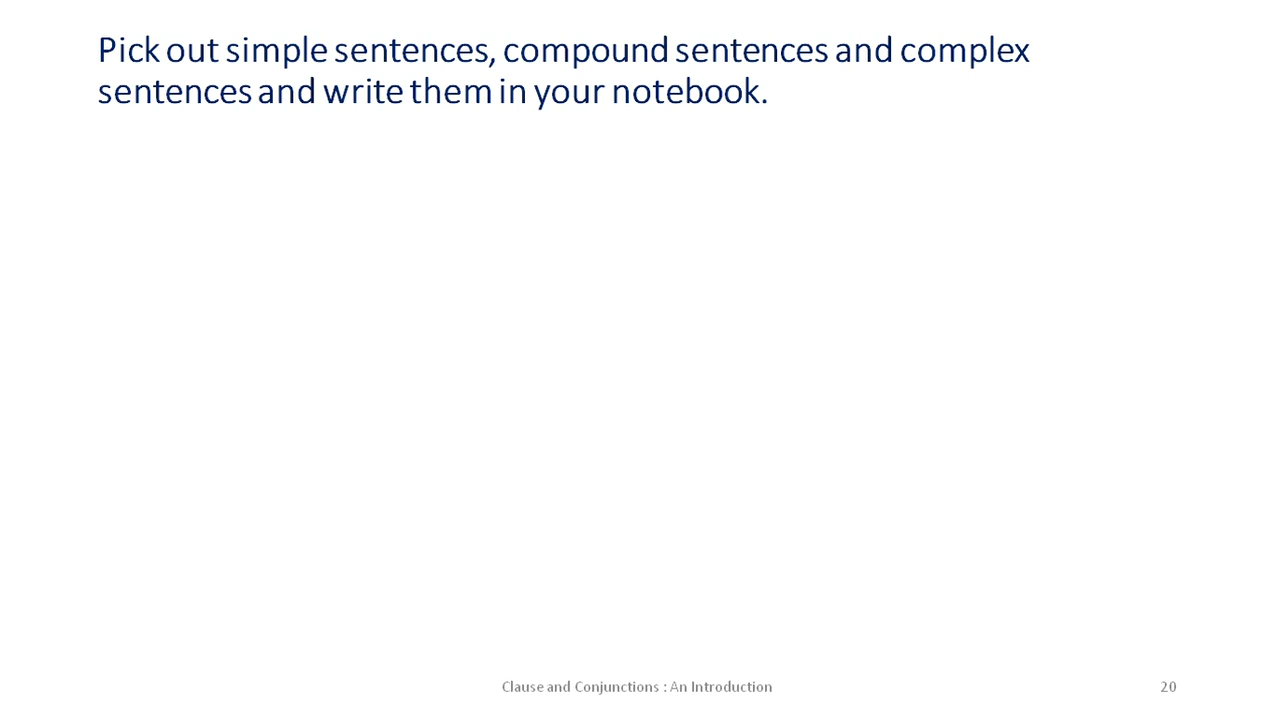 Pick out simple sentences, compound sentences and complex
sentences and write them in your notebook.
Clause and Conjunctions : An Introduction
20